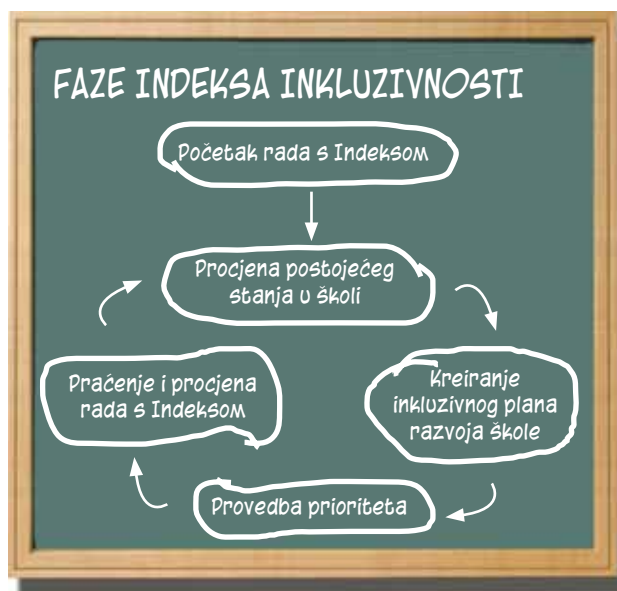 FAZE INDEKSA INKLUZIVNOSTI
Početak rada s Indeksom
Procjena postojećeg
stanja u školi
Kreiranje
inkluzivnog plana
razvoja škole
Provedba prioriteta
Praćenje i procjena
rada s Indeksom